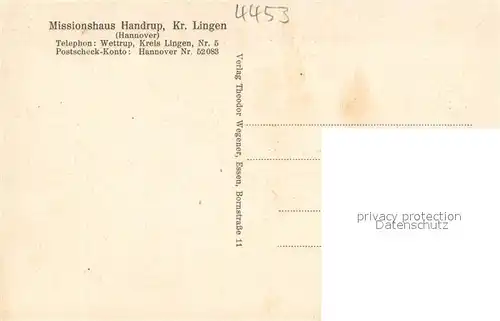 4453
Missionshaus Handrup, Kr. Lingen
(Hannover)
Telephon: Wettrup, Kreis Lingen, Nr. 5
Postscheck-Konto: Hannover Nr. 52083
Verlag Theodor Wegener, Essen, Bornstraße 11
privacy protection
Datenschutz